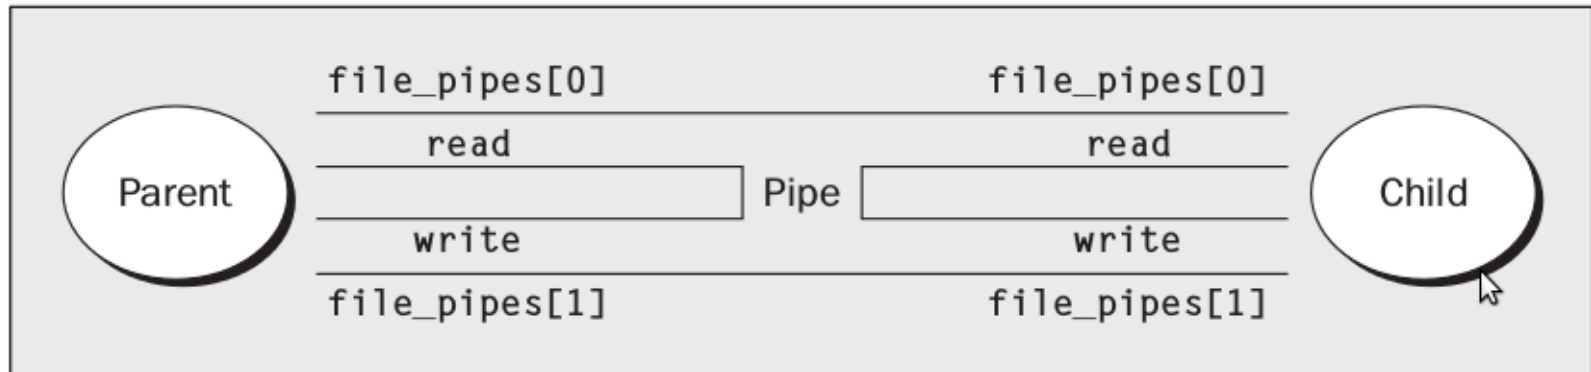 file_pipes[0] file_pipes[0]
read read
Parent Pipe Child
write write
file_pipes[1] file_pipes[1]